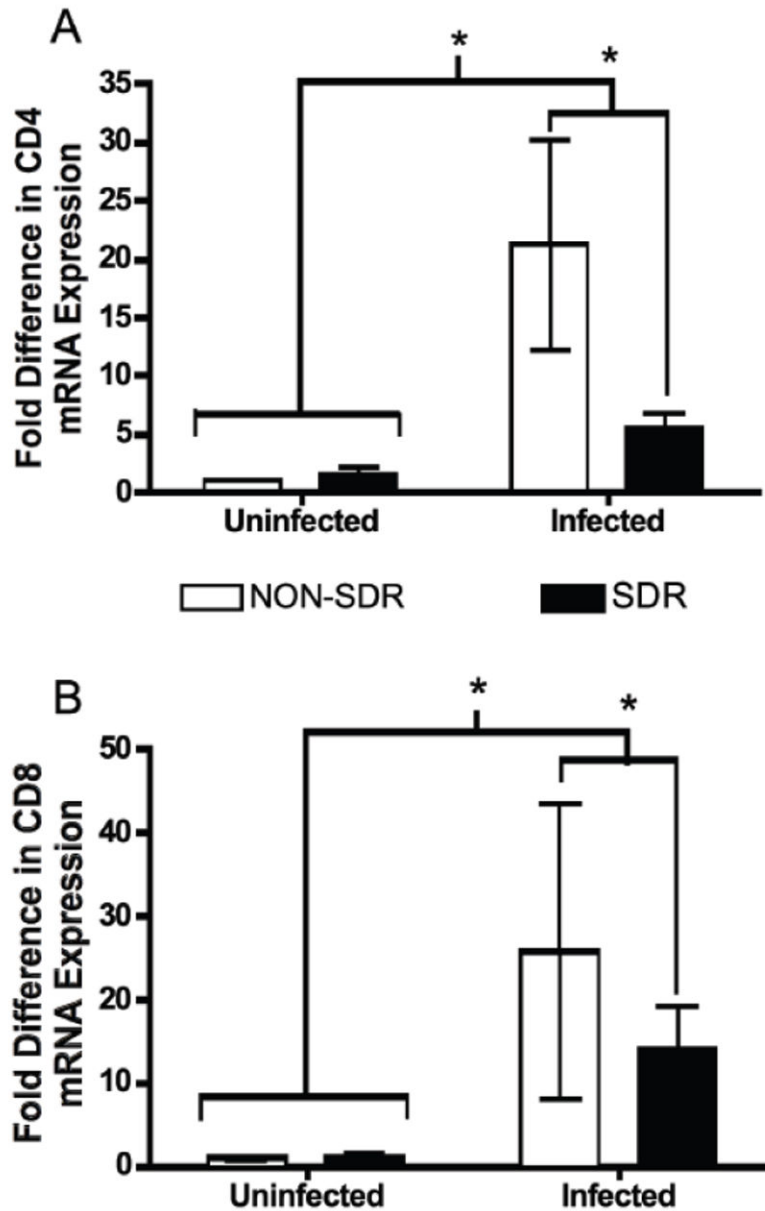 A
*
*
Fold Difference in CD4
mRNA Expression
35
30
25
20
15
10
5
0
Uninfected
Infected
NON-SDR
SDR
B
*
*
Fold Difference in CD8
mRNA Expression
50
40
30
20
10
0
Uninfected
Infected